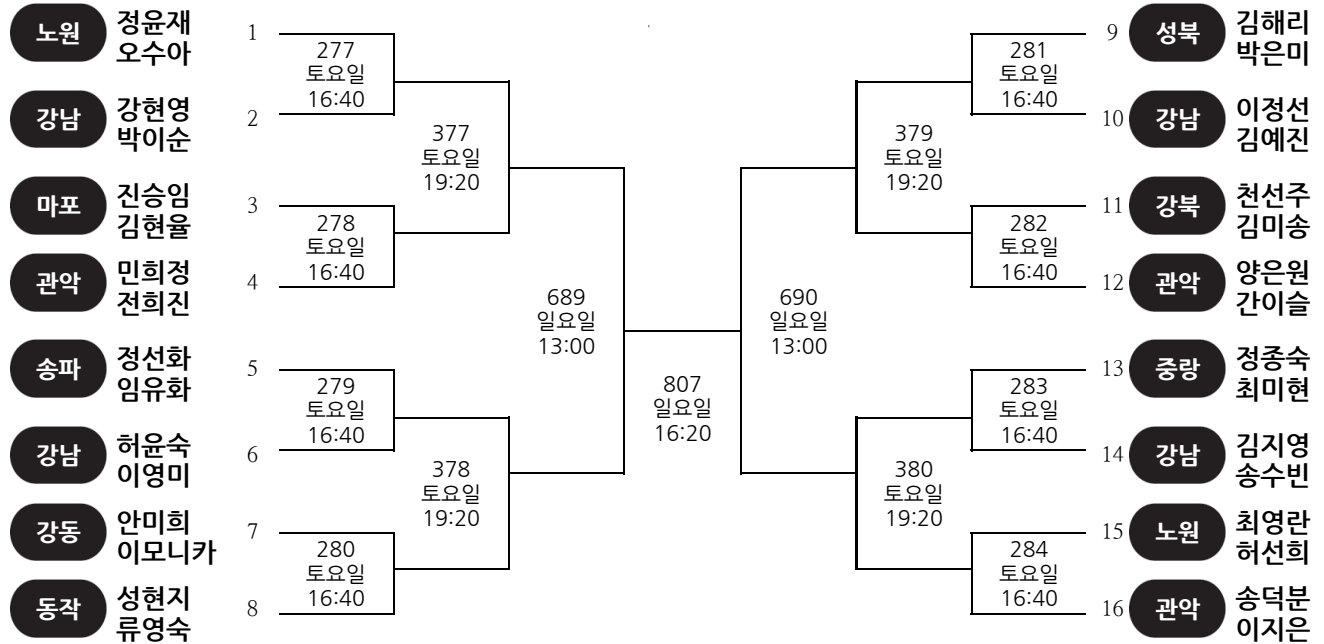 노원
정윤재
오수아
1
강남
강현영
박이순
2
277
토요일
16:40
마포
진승임
김현율
3
관악
민희정
전희진
4
278
토요일
16:40
377
토요일
19:20
송파
정선화
임유화
5
강남
허윤숙
이영미
6
279
토요일
16:40
강동
안미희
이모니카
7
동작
성현지
류영숙
8
280
토요일
16:40
378
토요일
19:20
689
일요일
13:00
807
일요일
16:20
690
일요일
13:00
379
토요일
19:20
281
토요일
16:40
9
성북
김해리
박은미
10
강남
이정선
김예진
282
토요일
16:40
11
강북
천선주
김미송
12
관악
양은원
간이슬
380
토요일
19:20
283
토요일
16:40
13
중랑
정종숙
최미현
14
강남
김지영
송수빈
284
토요일
16:40
15
노원
최영란
허선희
16
관악
송덕분
이지은